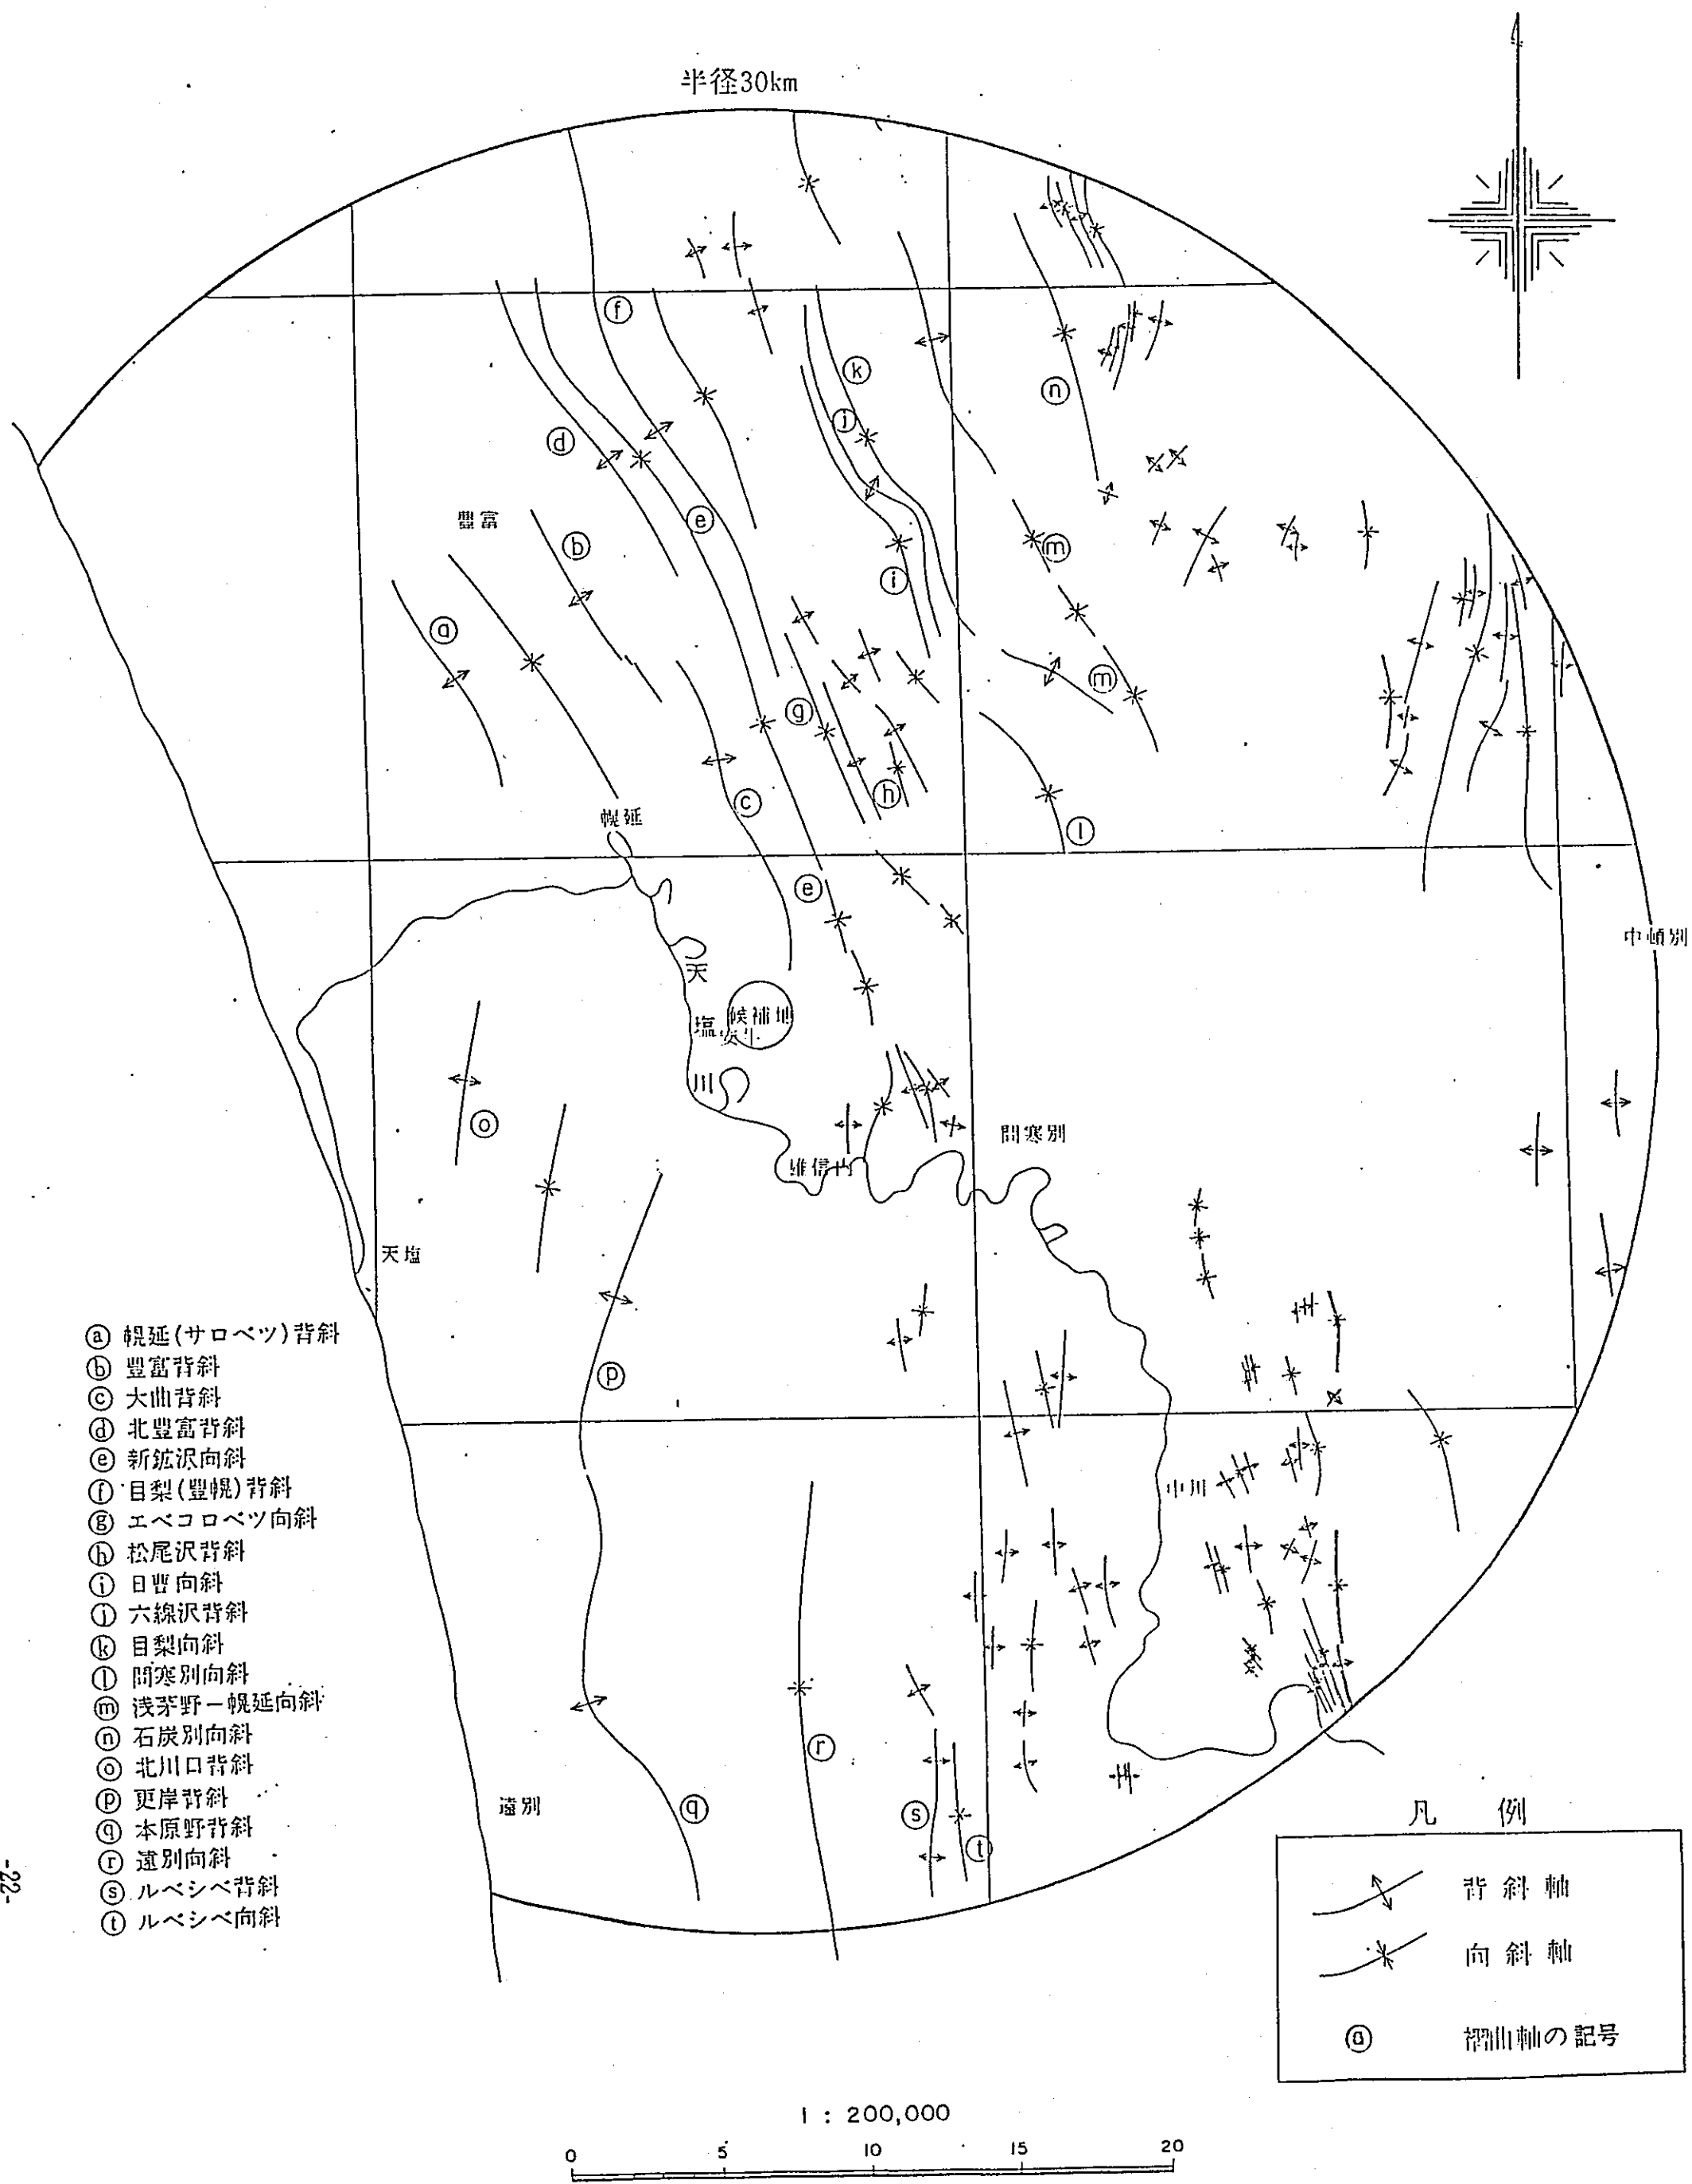 半径30km
f
k
j
n
d
豊富
e
b
m
i
a
m
g
h
c
l
幌延
e
中頓別
天
塩
川
候補地
o
問寒別
雄信内
天塩
p
中川
r
遠別
q
s
t
a 幌延(サロベツ)背斜
b 豊富背斜
c 大曲背斜
d 北豊富背斜
e 新鉱沢向斜
f 目梨(豊幌)背斜
g エベコロベツ向斜
h 松尾沢背斜
i 日豊向斜
j 六線沢背斜
k 目梨向斜
l 問寒別向斜
m 浅茅野ー幌延向斜
n 石炭別向斜
o 北川口背斜
p 更岸背斜
q 本原野背斜
r 遠別向斜
s ルベシベ背斜
t ルベシベ向斜
-22-
凡例
背斜軸
向斜軸
a 褶曲軸の記号
1 : 200,000
0 5 10 15 20